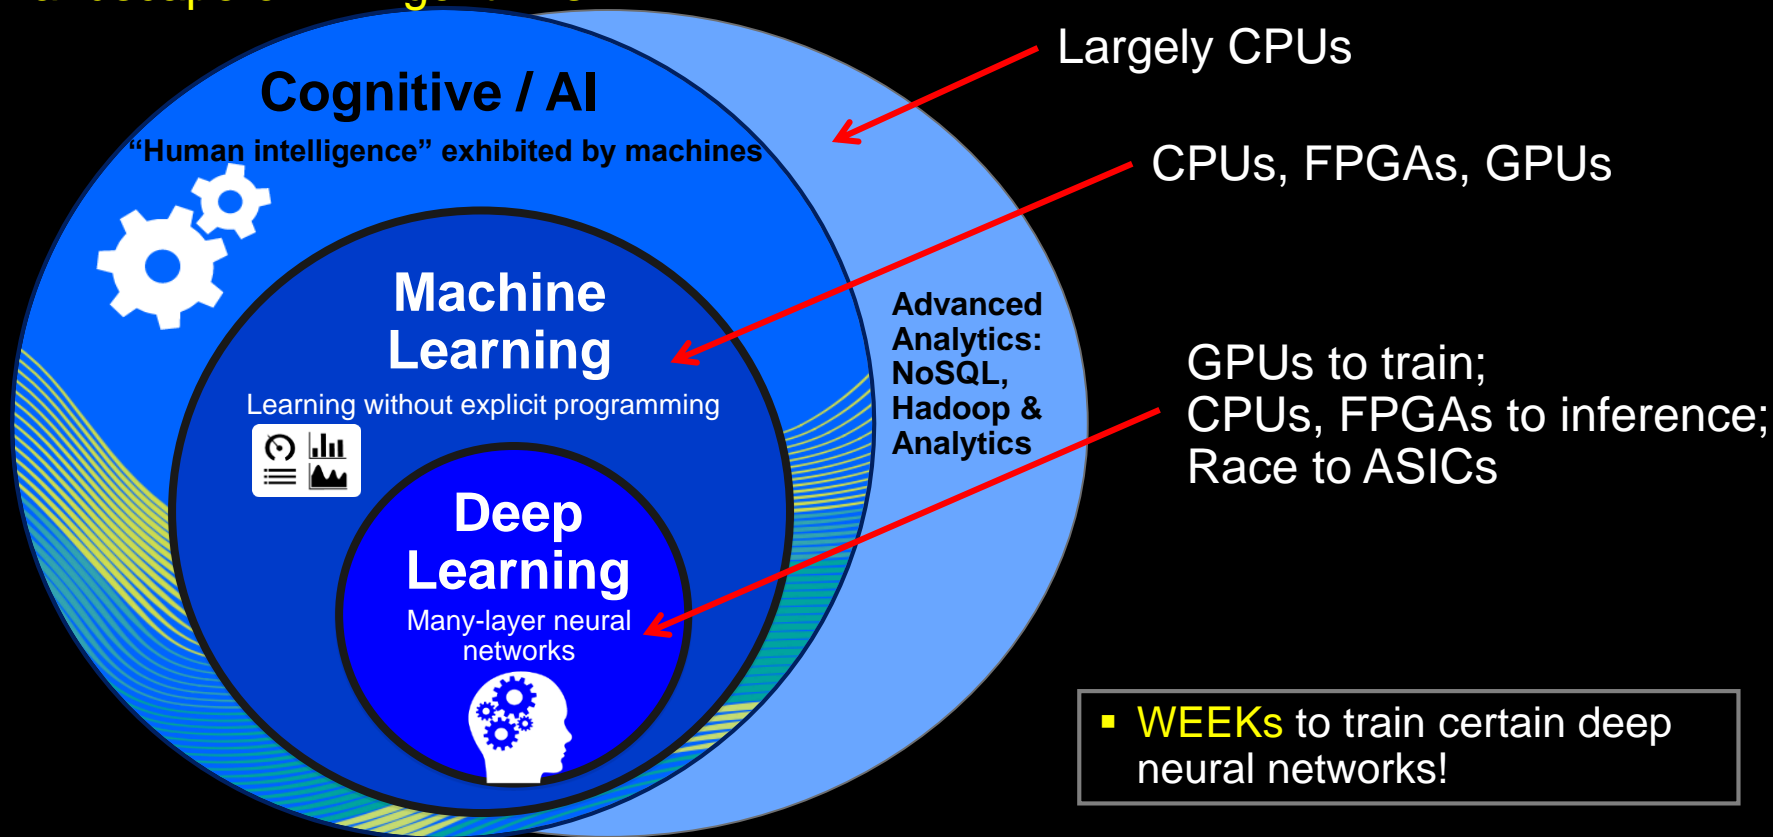 Cognitive / AI
“Human intelligence” exhibited by machines
Machine
Learning
Learning without explicit programming
Deep
Learning
Many-layer neural
networks
Advanced
Analytics:
NoSQL,
Hadoop &
Analytics
Largely CPUs
CPUs, FPGAs, GPUs
GPUs to train;
CPUs, FPGAs to inference;
Race to ASICs
▪ WEEKs to train certain deep
neural networks!